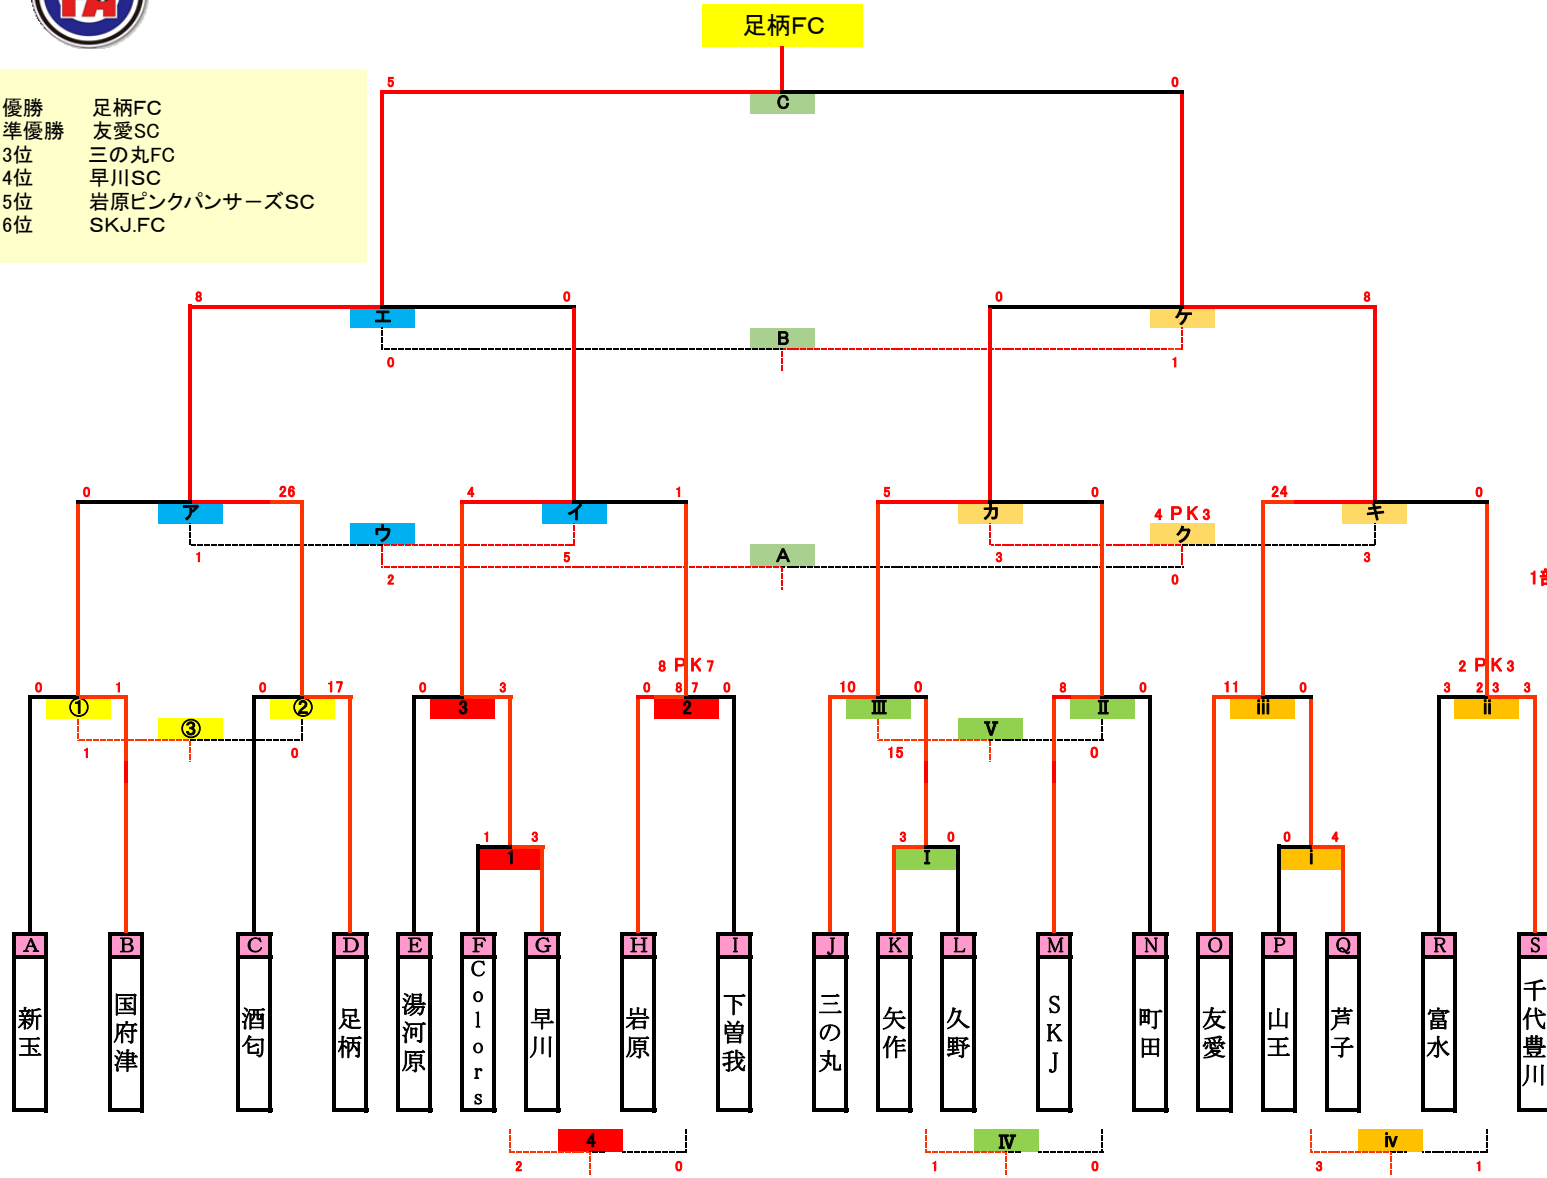 足柄FC
5 0
C
優勝 足柄FC
準優勝 友愛SC
3位 三の丸FC
4位 早川SC
5位 岩原ピンクパンサーズSC
6位 SKJ.FC
8 0 0 8
エ ケ
B
0 1
0 26 4 1 5 0 24 0
4 PK 3
ア イ カ キ
ウ ク
A
1 5 3 3
2 0
8 PK 7 2 PK 3
0 1 0 17 0 3 0 8 7 0 10 0 8 0 11 0 3 2 3 3
① ② 3 2 Ⅲ Ⅱ ⅲ ⅱ
③ Ⅴ
1 0 15 0
1 3 3 0 0 4
1 Ⅰ ⅰ
A B C D E F G H I J K L M N O P Q R S
新玉
国府津
酒匂
足柄
湯河原
Colors
早川
岩原
下曽我
三の丸
矢作
久野
SKJ
町田
友愛
山王
芦子
富水
千代豊川
4 Ⅳ ⅳ
2 0 1 0 3 1